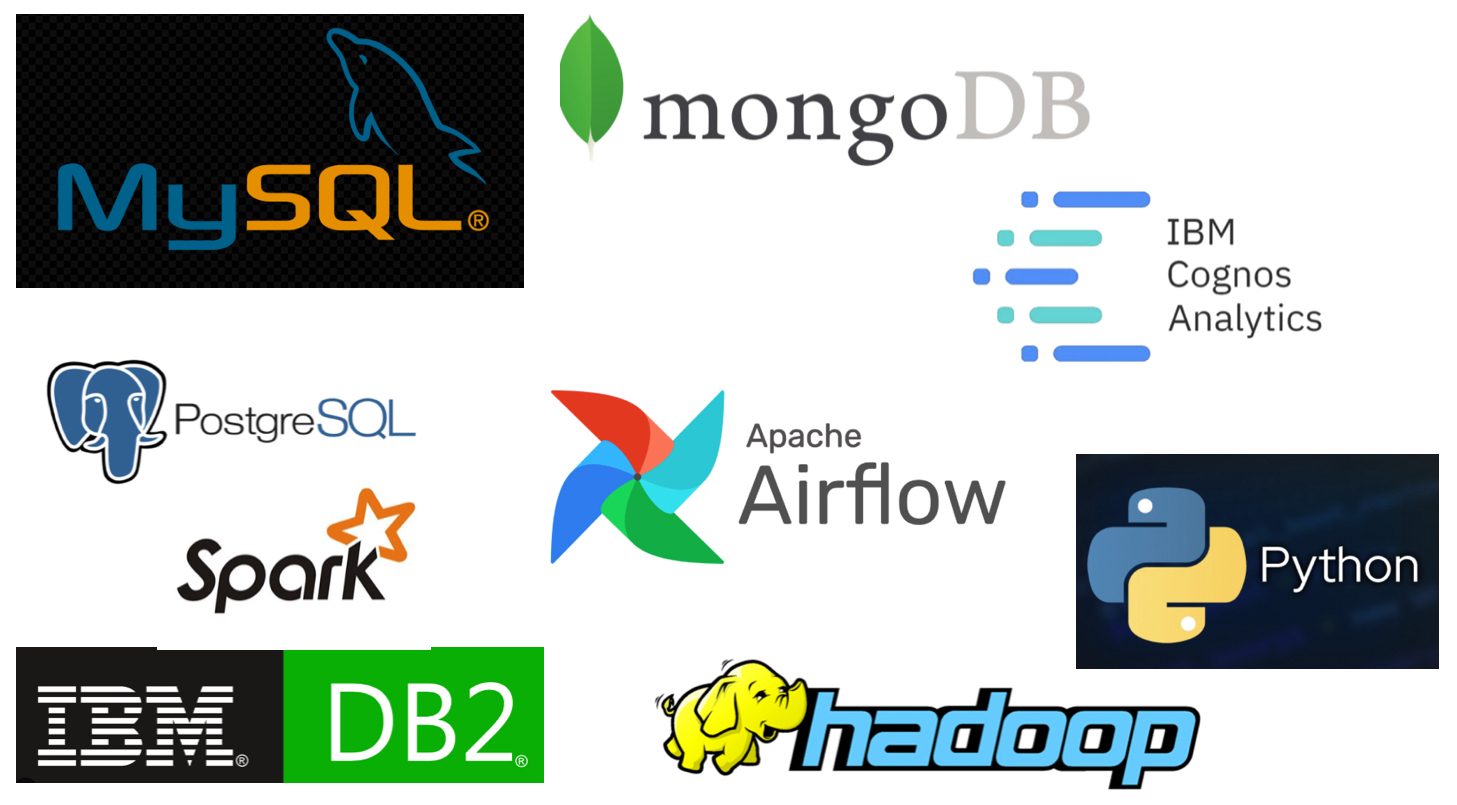 MySQL®
mongoDB
IBM
Cognos
Analytics
PostgreSQL
Apache
Airflow
Spark
Python
IBM®
DB2®
hadoop